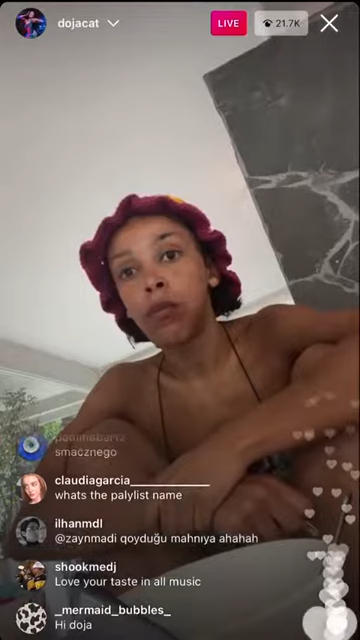 dojacat
LIVE
21.7K
smacznego
claudiagarcia______________
whats the palylist name
ilhanmdl
@zaynmadi qoyduğu mahnıya ahahah
shookmedj
Love your taste in all music
_mermaid_bubbles_
Hi doja